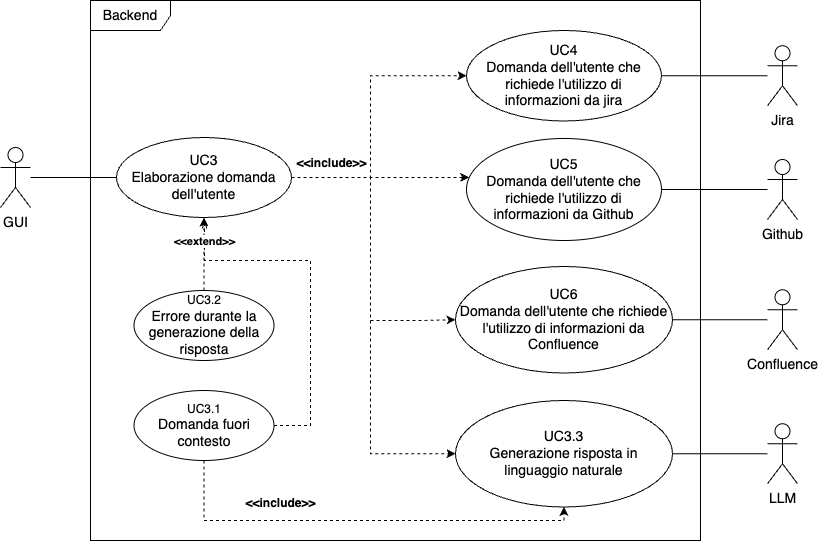 Backend
UC4
Domanda dell'utente che
richiede l'utilizzo di
informazioni da jira
Jira
UC3
Elaborazione domanda
dell'utente
<<include>>
GUI
UC5
Domanda dell'utente che
richiede l'utilizzo di
informazioni da Github
Github
<<extend>>
UC3.2
Errore durante la
generazione della
risposta
UC6
Domanda dell'utente che richiede
l'utilizzo di informazioni da
Confluence
Confluence
UC3.1
Domanda fuori
contesto
UC3.3
Generazione risposta in
linguaggio naturale
LLM
<<include>>